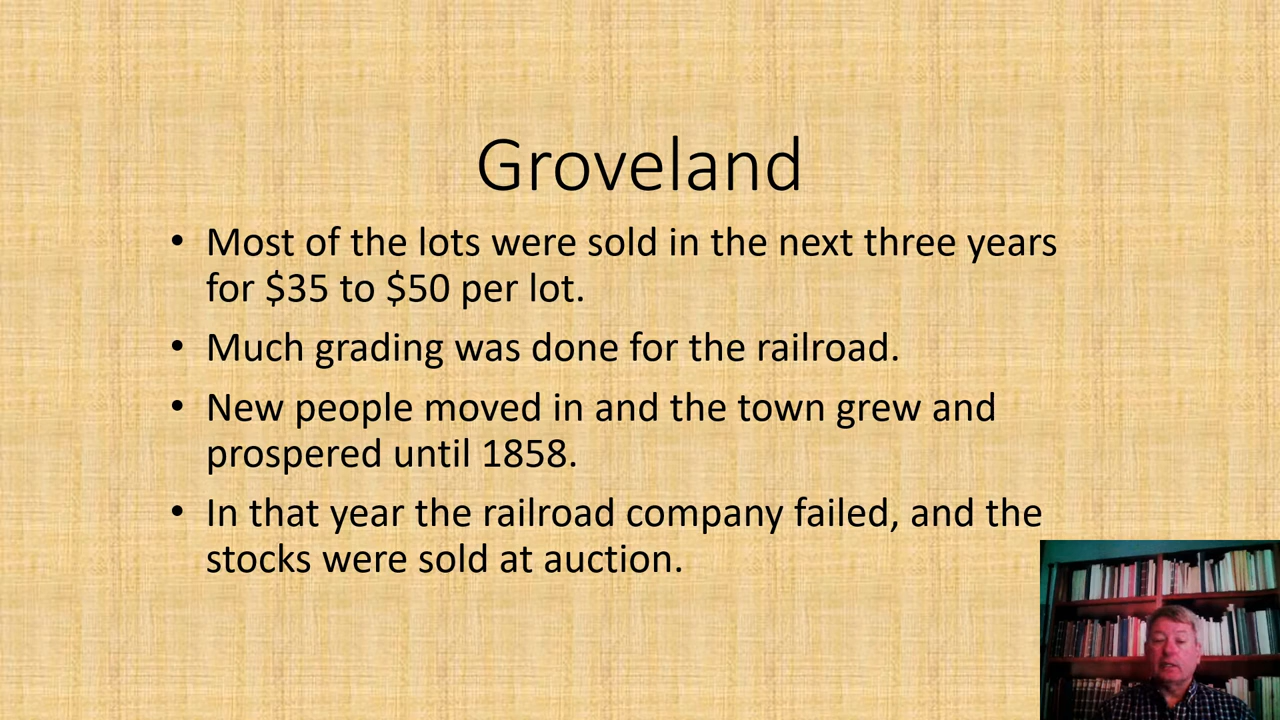 Groveland
• Most of the lots were sold in the next three years
for $35 to $50 per lot.
• Much grading was done for the railroad.
• New people moved in and the town grew and
prospered until 1858.
• In that year the railroad company failed, and the
stocks were sold at auction.